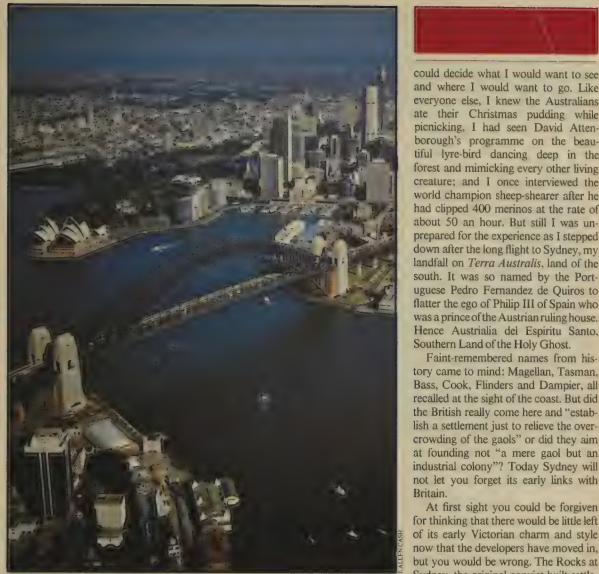 could decide what I would want to see
and where I would want to go. Like
everyone else, I knew the Australians
ate their Christmas pudding while
picnicking, I had seen David Atten-
borough's programme on the beau-
tiful lyre-bird dancing deep in the
forest and mimicking every other living
creature; and I once interviewed the
world champion sheep-shearer after he
had clipped 400 merinos at the rate of
about 50 an hour. But still I was un-
prepared for the experience as I stepped
down after the long flight to Sydney, my
landfall on Terra Australis, land of the
south. It was so named by the Port-
uguese Pedro Fernandez de Quiros to
flatter the ego of Philip III of Spain who
was a prince of the Austrian ruling house.
Hence Austrialia del Espiritu Santo,
Southern Land of the Holy Ghost.
Faint-remembered names from his-
tory came to mind: Magellan, Tasman,
Bass, Cook, Flinders and Dampier, all
recalled at the sight of the coast. But did
the British really come here and "estab-
lish a settlement just to relieve the over-
crowding of the gaols" or did they aim
at founding not "a mere gaol but an
industrial colony"? Today Sydney will
not let you forget its early links with
Britain.
At first sight you could be forgiven
for thinking that there would be little left
of its early Victorian charm and style
now that the developers have moved in,
but you would be wrong. The Rocks at